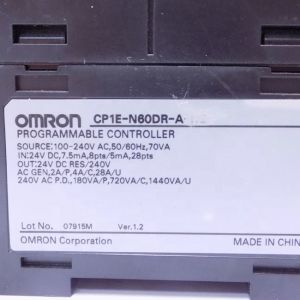 OMRON CP1E-N60DR-A
PROGRAMMABLE CONTROLLER
SOURCE:100-240V AC,50/60Hz,70VA
IN:24V DC,7.5mA,8pts/5mA,28pts
OUT:24V DC RES/240V
AC GEN,2A/P,4A/C,28A/U
240V AC P.D.,180VA/P,720VA/C,1440VA/U
Lot No. 07915M Ver.1.2
OMRON Corporation MADE IN CHIN